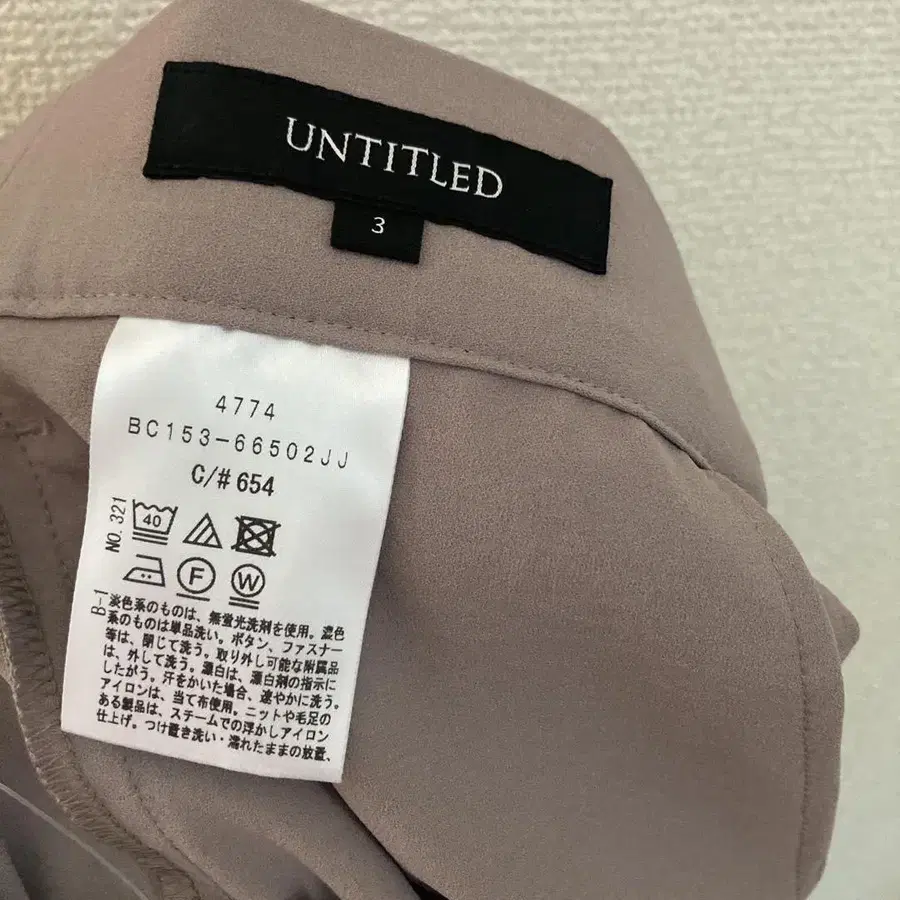 UNTITLED
3
4774
BC153-66502JJ
C/# 654
NO. 321
40
F
W
B-1
淡色系のものは、無蛍光洗剤を使用。濃色
系のものは単品洗い。ボタン、ファスナー
等は、閉じて洗う。取り外し可能な附属品
は、外して洗う。漂白は、漂白剤の指示に
したがう。汗をかいた場合、速やかに洗う。
アイロンは、当て布使用。ニットや毛足の
ある製品は、スチームでの浮かしアイロン
仕上げ。つけ置き洗い・濡れたままの放置、